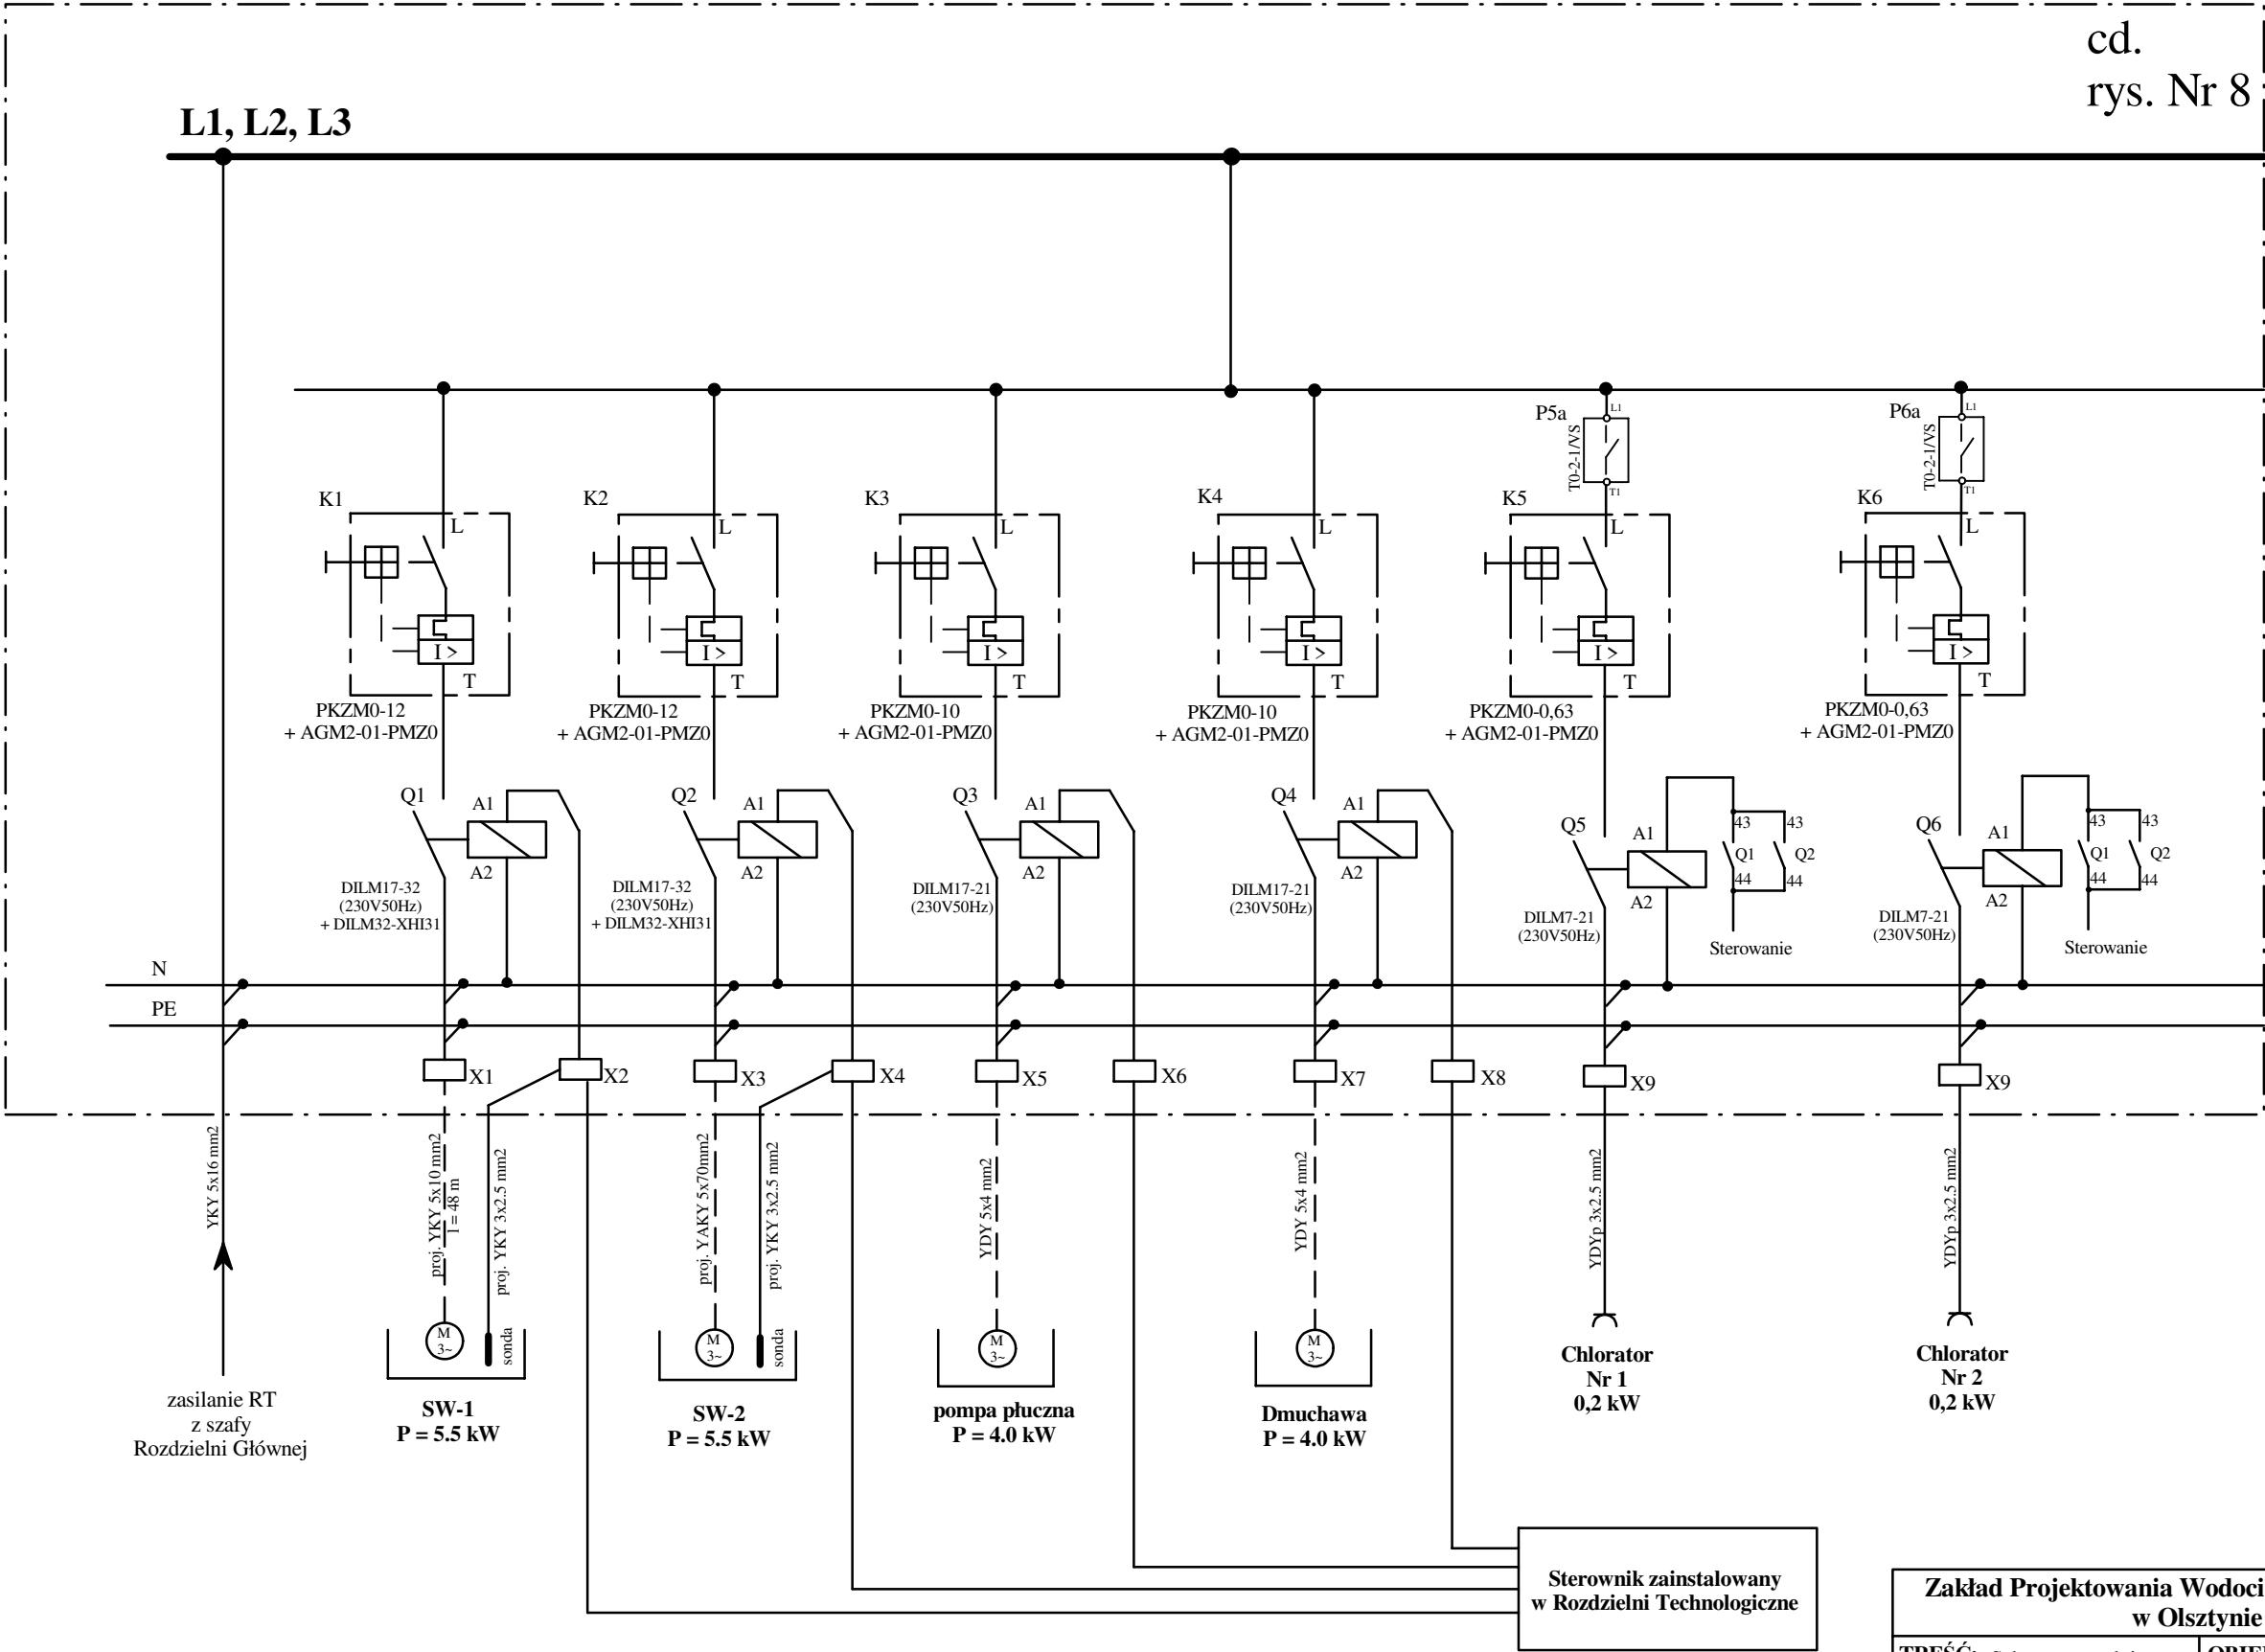 cd.
rys. Nr 8
L1, L2, L3
P5a
L1
T0-2-1/VS
T1
P6a
L1
T0-2-1/VS
T1
K1
L
I >
T
PKZM0-12
+ AGM2-01-PMZ0
K2
L
I >
T
PKZM0-12
+ AGM2-01-PMZ0
K3
L
I >
T
PKZM0-10
+ AGM2-01-PMZ0
K4
L
I >
T
PKZM0-10
+ AGM2-01-PMZ0
K5
L
I >
T
PKZM0-0,63
+ AGM2-01-PMZ0
K6
L
I >
T
PKZM0-0,63
+ AGM2-01-PMZ0
Q1
A1
A2
DILM17-32
(230V50Hz)
+ DILM32-XHI31
Q2
A1
A2
DILM17-32
(230V50Hz)
+ DILM32-XHI31
Q3
A1
A2
DILM17-21
(230V50Hz)
Q4
A1
A2
DILM17-21
(230V50Hz)
Q5
A1
A2
DILM7-21
(230V50Hz)
43
43
Q1
Q2
44
44
Sterowanie
Q6
A1
A2
DILM7-21
(230V50Hz)
43
43
Q1
Q2
44
44
Sterowanie
N
PE
X1
X2
X3
X4
X5
X6
X7
X8
X9
X9
YKY 5x16 mm2
proj. YKY 5x10 mm2
l = 48 m
proj. YKY 3x2.5 mm2
proj. YAKY 5x70mm2
proj. YKY 3x2.5 mm2
YDY 5x4 mm2
YDY 5x4 mm2
YDYp 3x2.5 mm2
YDYp 3x2.5 mm2
zasilanie RT
z szafy
Rozdzielni Głównej
M
3~
sonda
SW-1
P = 5.5 kW
M
3~
sonda
SW-2
P = 5.5 kW
M
3~
pompa płuczna
P = 4.0 kW
M
3~
Dmuchawa
P = 4.0 kW
Chlorator
Nr 1
0,2 kW
Chlorator
Nr 2
0,2 kW
Sterownik zainstalowany
w Rozdzielni Technologiczne
Zakład Projektowania Wodoci
w Olsztynie